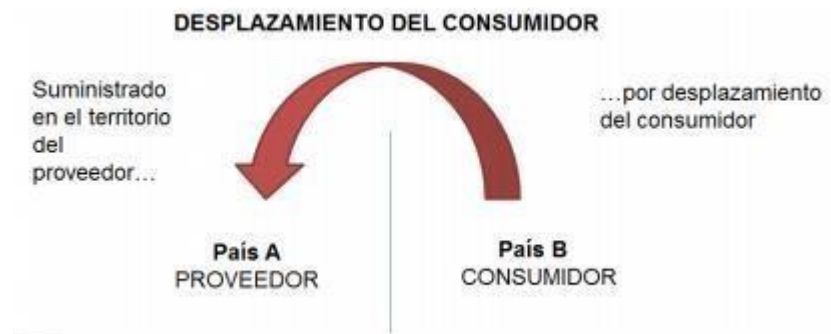 DESPLAZAMIENTO DEL CONSUMIDOR
Suministrado
en el territorio
del
proveedor…
…por desplazamiento
del consumidor
País A
PROVEEDOR
País B
CONSUMIDOR